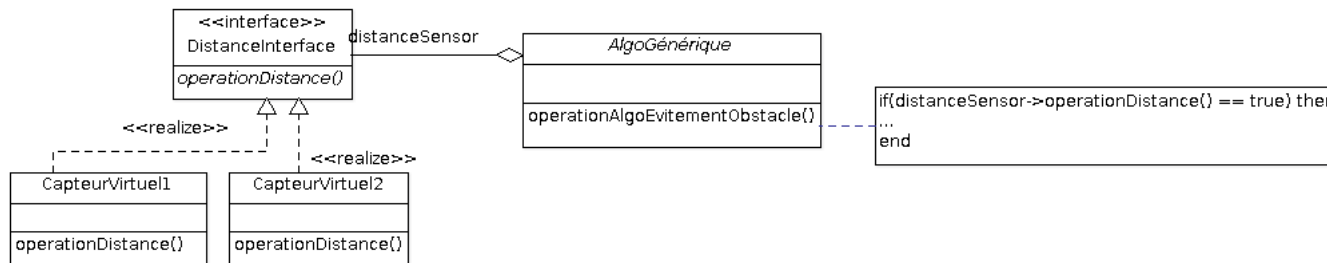 <<interface>>
DistanceInterface
operationDistance()
distanceSensor
AlgoGénérique
operationAlgoEvitementObstacle()
if(distanceSensor->operationDistance() == true) then
...
end
<<realize>>
<<realize>>
CapteurVirtuel1
operationDistance()
CapteurVirtuel2
operationDistance()